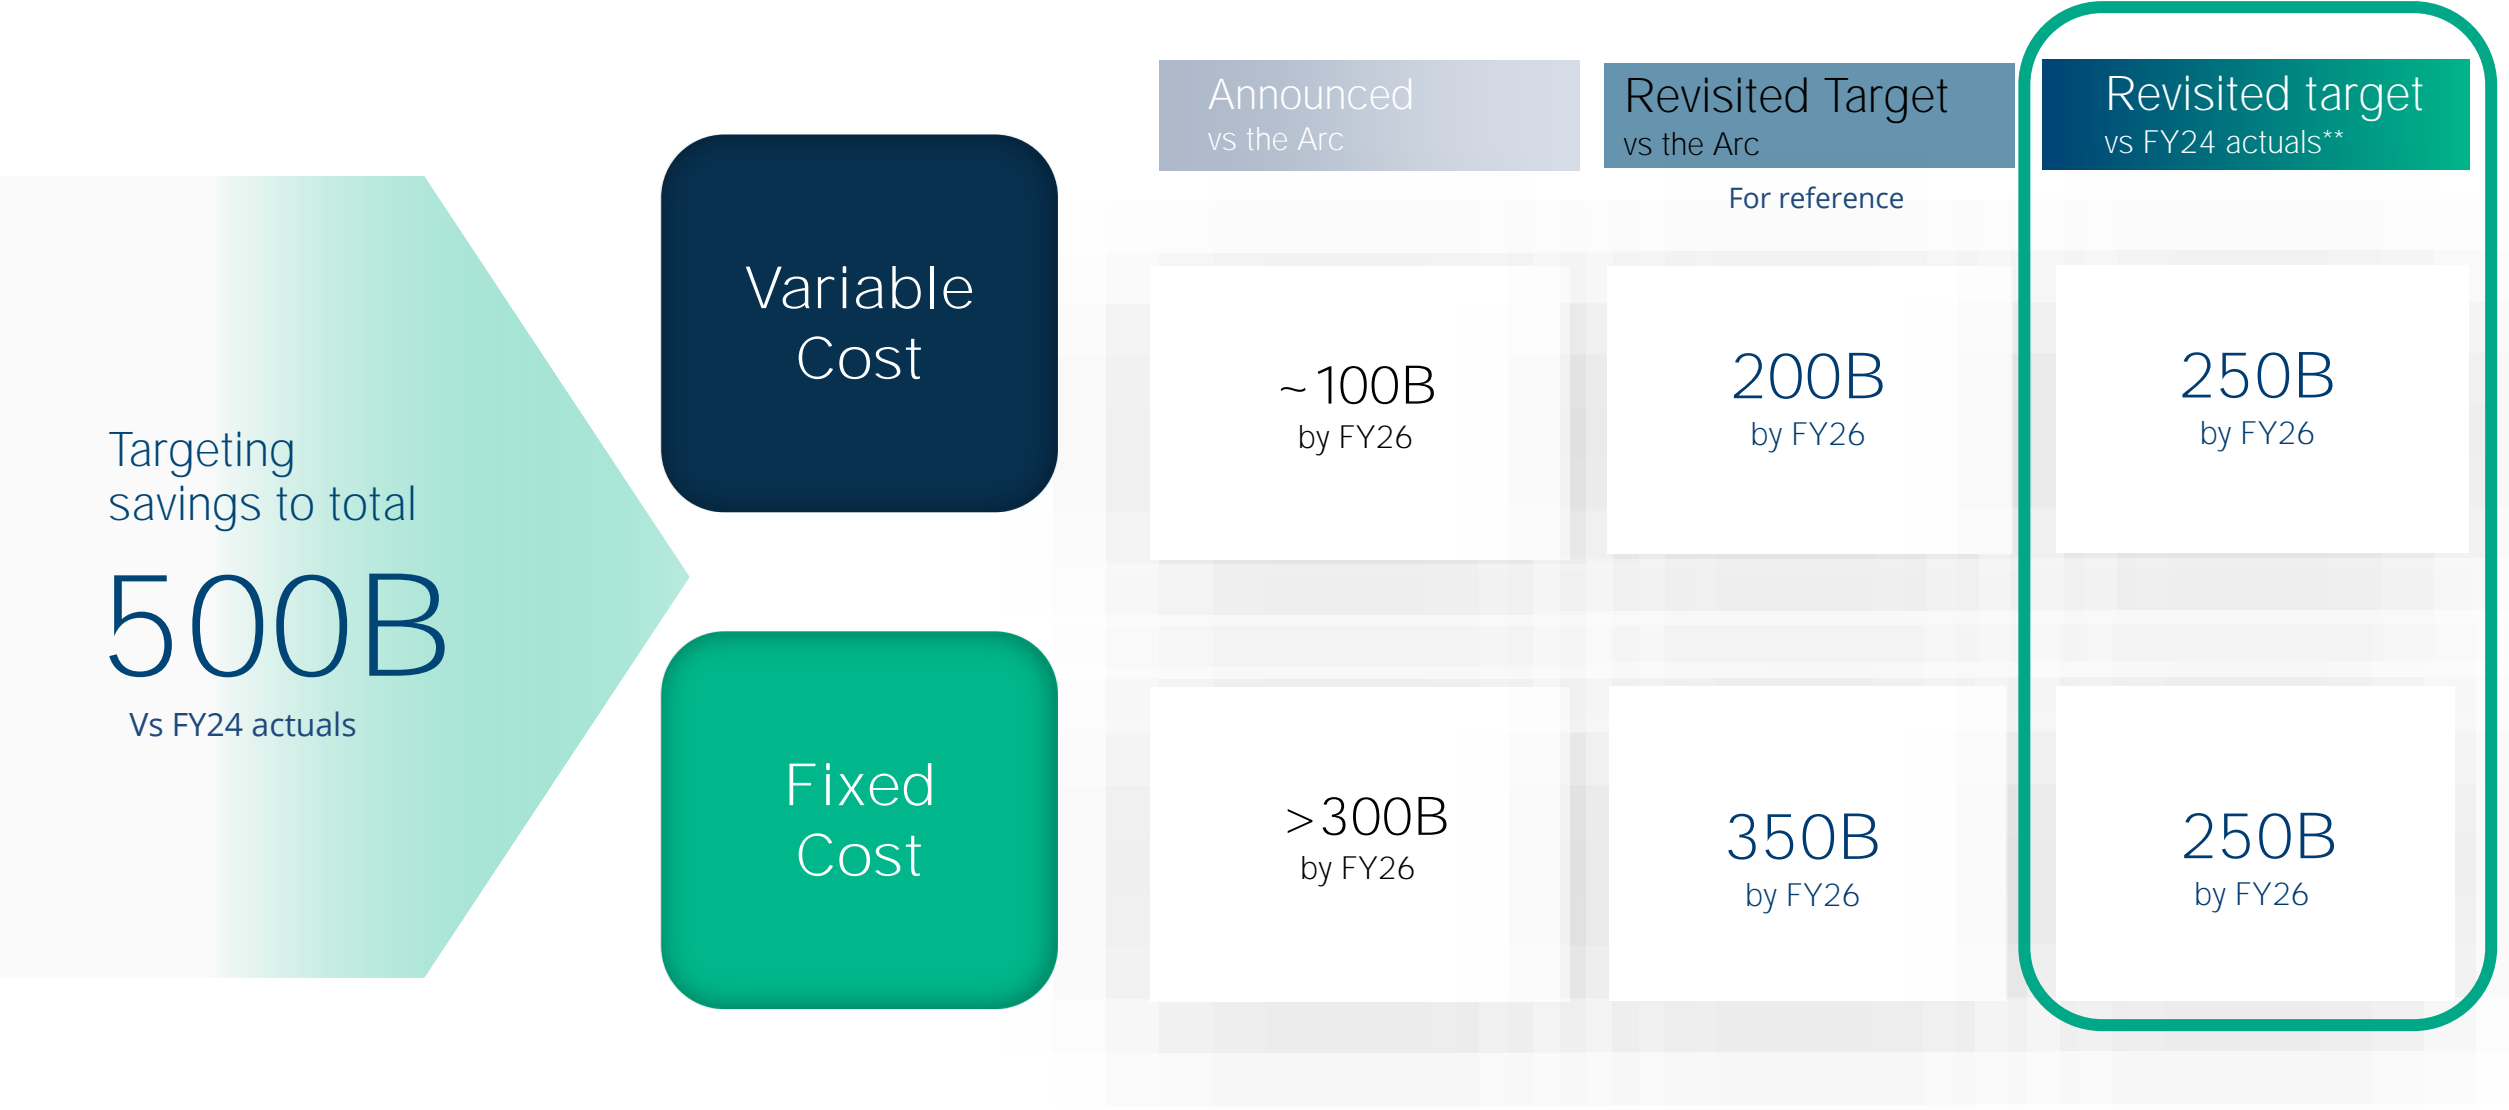 Targeting
savings to total
500B
Vs FY24 actuals
Variable
Cost
Fixed
Cost
Announced
vs the Arc
Revisited Target
vs the Arc
For reference
Revisited target
vs FY24 actuals**
~100B
by FY26
200B
by FY26
250B
by FY26
>300B
by FY26
350B
by FY26
250B
by FY26